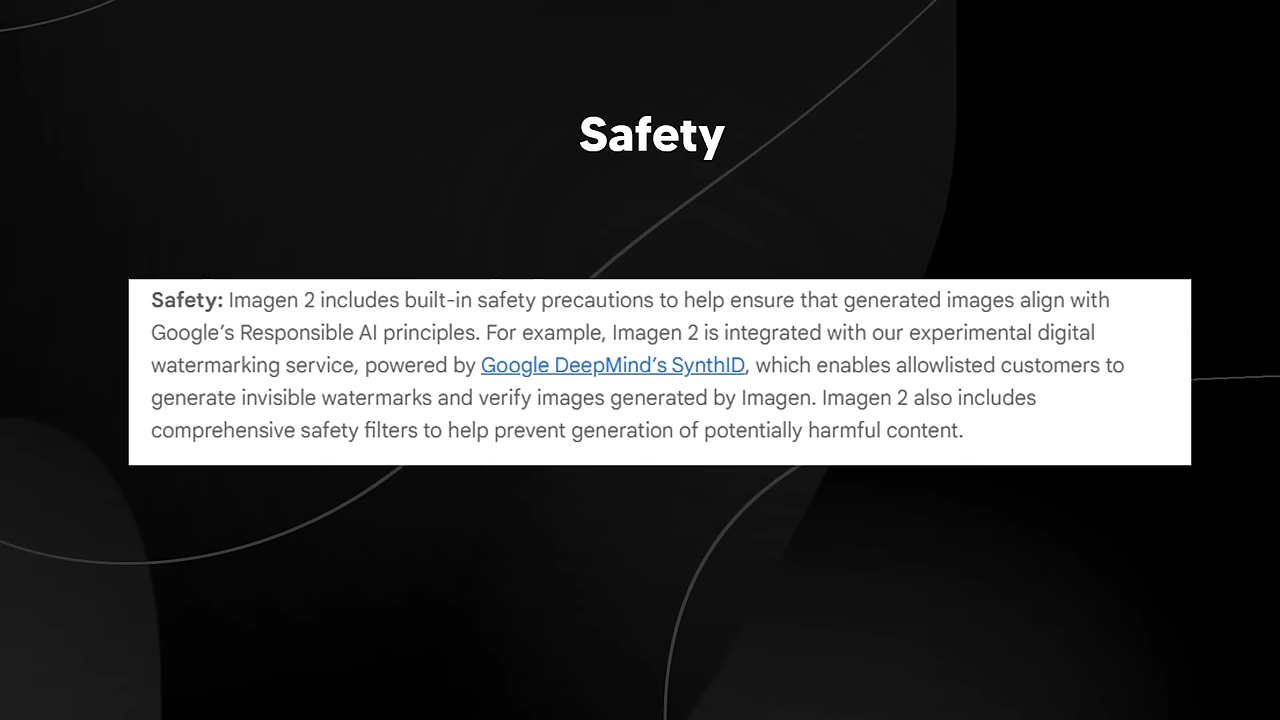 Safety
Safety: Imagen 2 includes built-in safety precautions to help ensure that generated images align with
Google’s Responsible AI principles. For example, Imagen 2 is integrated with our experimental digital
watermarking service, powered by Google DeepMind’s SynthID, which enables allowlisted customers to
generate invisible watermarks and verify images generated by Imagen. Imagen 2 also includes
comprehensive safety filters to help prevent generation of potentially harmful content.